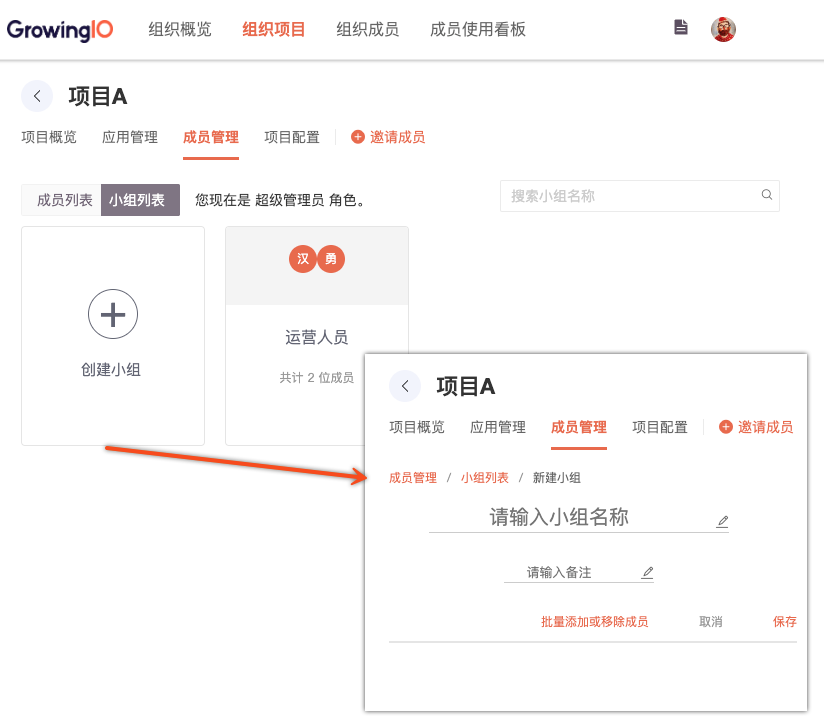 GrowingIO 组织概览 组织项目 组织成员 成员使用看板
项目A
项目概览 应用管理 成员管理 项目配置 邀请成员
成员列表 小组列表 您现在是 超级管理员 角色。 搜索小组名称
汉 勇
创建小组
运营人员
共计 2 位成员
项目A
项目概览 应用管理 成员管理 项目配置 邀请成员
成员管理 / 小组列表 / 新建小组
请输入小组名称
请输入备注
批量添加或移除成员 取消 保存